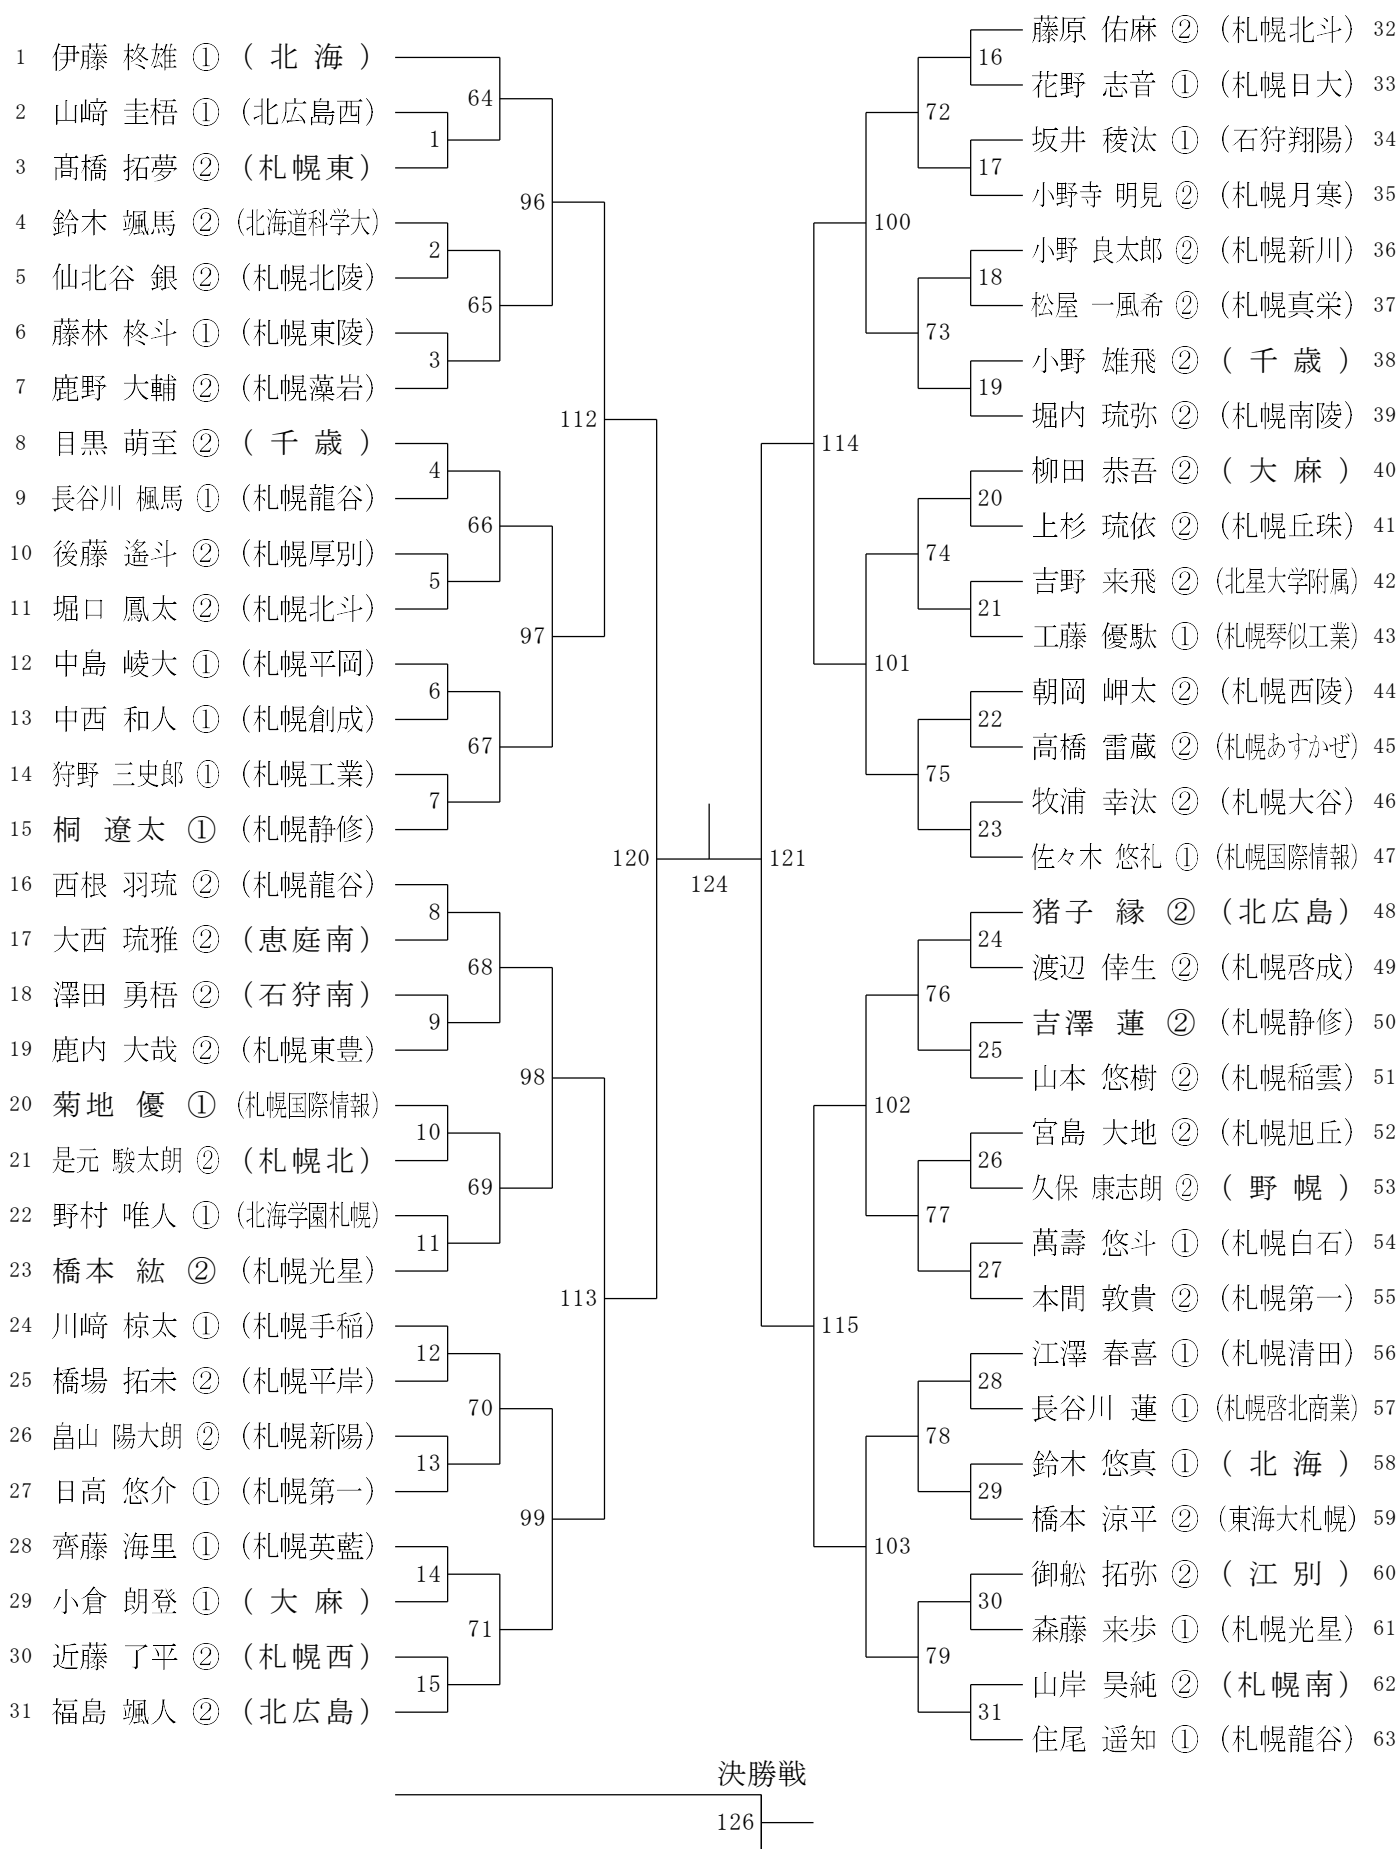 1 伊藤 柊雄 ① ( 北 海 )
2 山﨑 圭梧 ① (北広島西)
3 髙橋 拓夢 ② (札幌東)
4 鈴木 颯馬 ② (北海道科学大)
5 仙北谷 銀 ② (札幌北陵)
6 藤林 柊斗 ① (札幌東陵)
7 鹿野 大輔 ② (札幌藻岩)
8 目黒 萌至 ② ( 千 歳 )
9 長谷川 楓馬 ① (札幌龍谷)
10 後藤 遙斗 ② (札幌厚別)
11 堀口 鳳太 ② (札幌北斗)
12 中島 崚大 ① (札幌平岡)
13 中西 和人 ① (札幌創成)
14 狩野 三史郎 ① (札幌工業)
15 桐 遼太 ① (札幌静修)
16 西根 羽琉 ② (札幌龍谷)
17 大西 琉雅 ② (恵庭南)
18 澤田 勇梧 ② (石狩南)
19 鹿内 大哉 ② (札幌東豊)
20 菊地 優 ① (札幌国際情報)
21 是元 駿太朗 ② (札幌北)
22 野村 唯人 ① (北海学園札幌)
23 橋本 紘 ② (札幌光星)
24 川﨑 椋太 ① (札幌手稲)
25 橋場 拓未 ② (札幌平岸)
26 畠山 陽大朗 ② (札幌新陽)
27 日高 悠介 ① (札幌第一)
28 齊藤 海里 ① (札幌英藍)
29 小倉 朗登 ① ( 大 麻 )
30 近藤 了平 ② (札幌西)
31 福島 颯人 ② (北広島)
64
1
96
2
65
3
112
4
66
5
97
6
67
7
120
8
68
9
98
10
69
11
113
12
70
13
99
14
71
15
124
121
16
72
17
100
18
73
19
114
20
74
21
101
22
75
23
24
76
25
102
26
77
27
115
28
78
29
103
30
79
31
藤原 佑麻 ② (札幌北斗) 32
花野 志音 ① (札幌日大) 33
坂井 稜汰 ① (石狩翔陽) 34
小野寺 明見 ② (札幌月寒) 35
小野 良太郎 ② (札幌新川) 36
松屋 一風希 ② (札幌真栄) 37
小野 雄飛 ② ( 千 歳 ) 38
堀内 琉弥 ② (札幌南陵) 39
柳田 恭吾 ② ( 大 麻 ) 40
上杉 琉依 ② (札幌丘珠) 41
吉野 来飛 ② (北星大学附属) 42
工藤 優駄 ① (札幌琴似工業) 43
朝岡 岬太 ② (札幌西陵) 44
高橋 雷蔵 ② (札幌あすかぜ) 45
牧浦 幸汰 ② (札幌大谷) 46
佐々木 悠礼 ① (札幌国際情報) 47
猪子 縁 ② (北広島) 48
渡辺 倖生 ② (札幌啓成) 49
吉澤 蓮 ② (札幌静修) 50
山本 悠樹 ② (札幌稲雲) 51
宮島 大地 ② (札幌旭丘) 52
久保 康志朗 ② ( 野 幌 ) 53
萬壽 悠斗 ① (札幌白石) 54
本間 敦貴 ② (札幌第一) 55
江澤 春喜 ① (札幌清田) 56
長谷川 蓮 ① (札幌啓北商業) 57
鈴木 悠真 ① ( 北 海 ) 58
橋本 涼平 ② (東海大札幌) 59
御舩 拓弥 ② ( 江 別 ) 60
森藤 来歩 ① (札幌光星) 61
山岸 昊純 ② (札幌南) 62
住尾 遥知 ① (札幌龍谷) 63
決勝戦
126